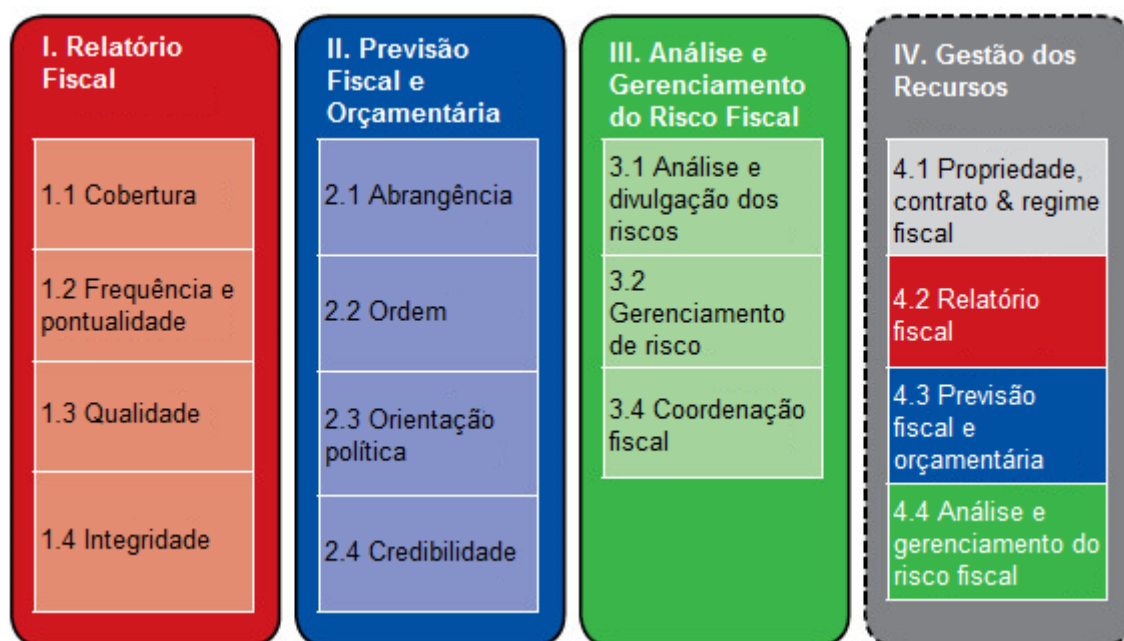 I. Relatório
Fiscal
1.1 Cobertura
1.2 Frequência e
pontualidade
1.3 Qualidade
1.4 Integridade
II. Previsão
Fiscal e
Orçamentária
2.1 Abrangência
2.2 Ordem
2.3 Orientação
política
2.4 Credibilidade
III. Análise e
Gerenciamento
do Risco Fiscal
3.1 Análise e
divulgação dos
riscos
3.2
Gerenciamento
de risco
3.4 Coordenação
fiscal
IV. Gestão dos
Recursos
4.1 Propriedade,
contrato & regime
fiscal
4.2 Relatório
fiscal
4.3 Previsão
fiscal e
orçamentária
4.4 Análise e
gerenciamento do
risco fiscal